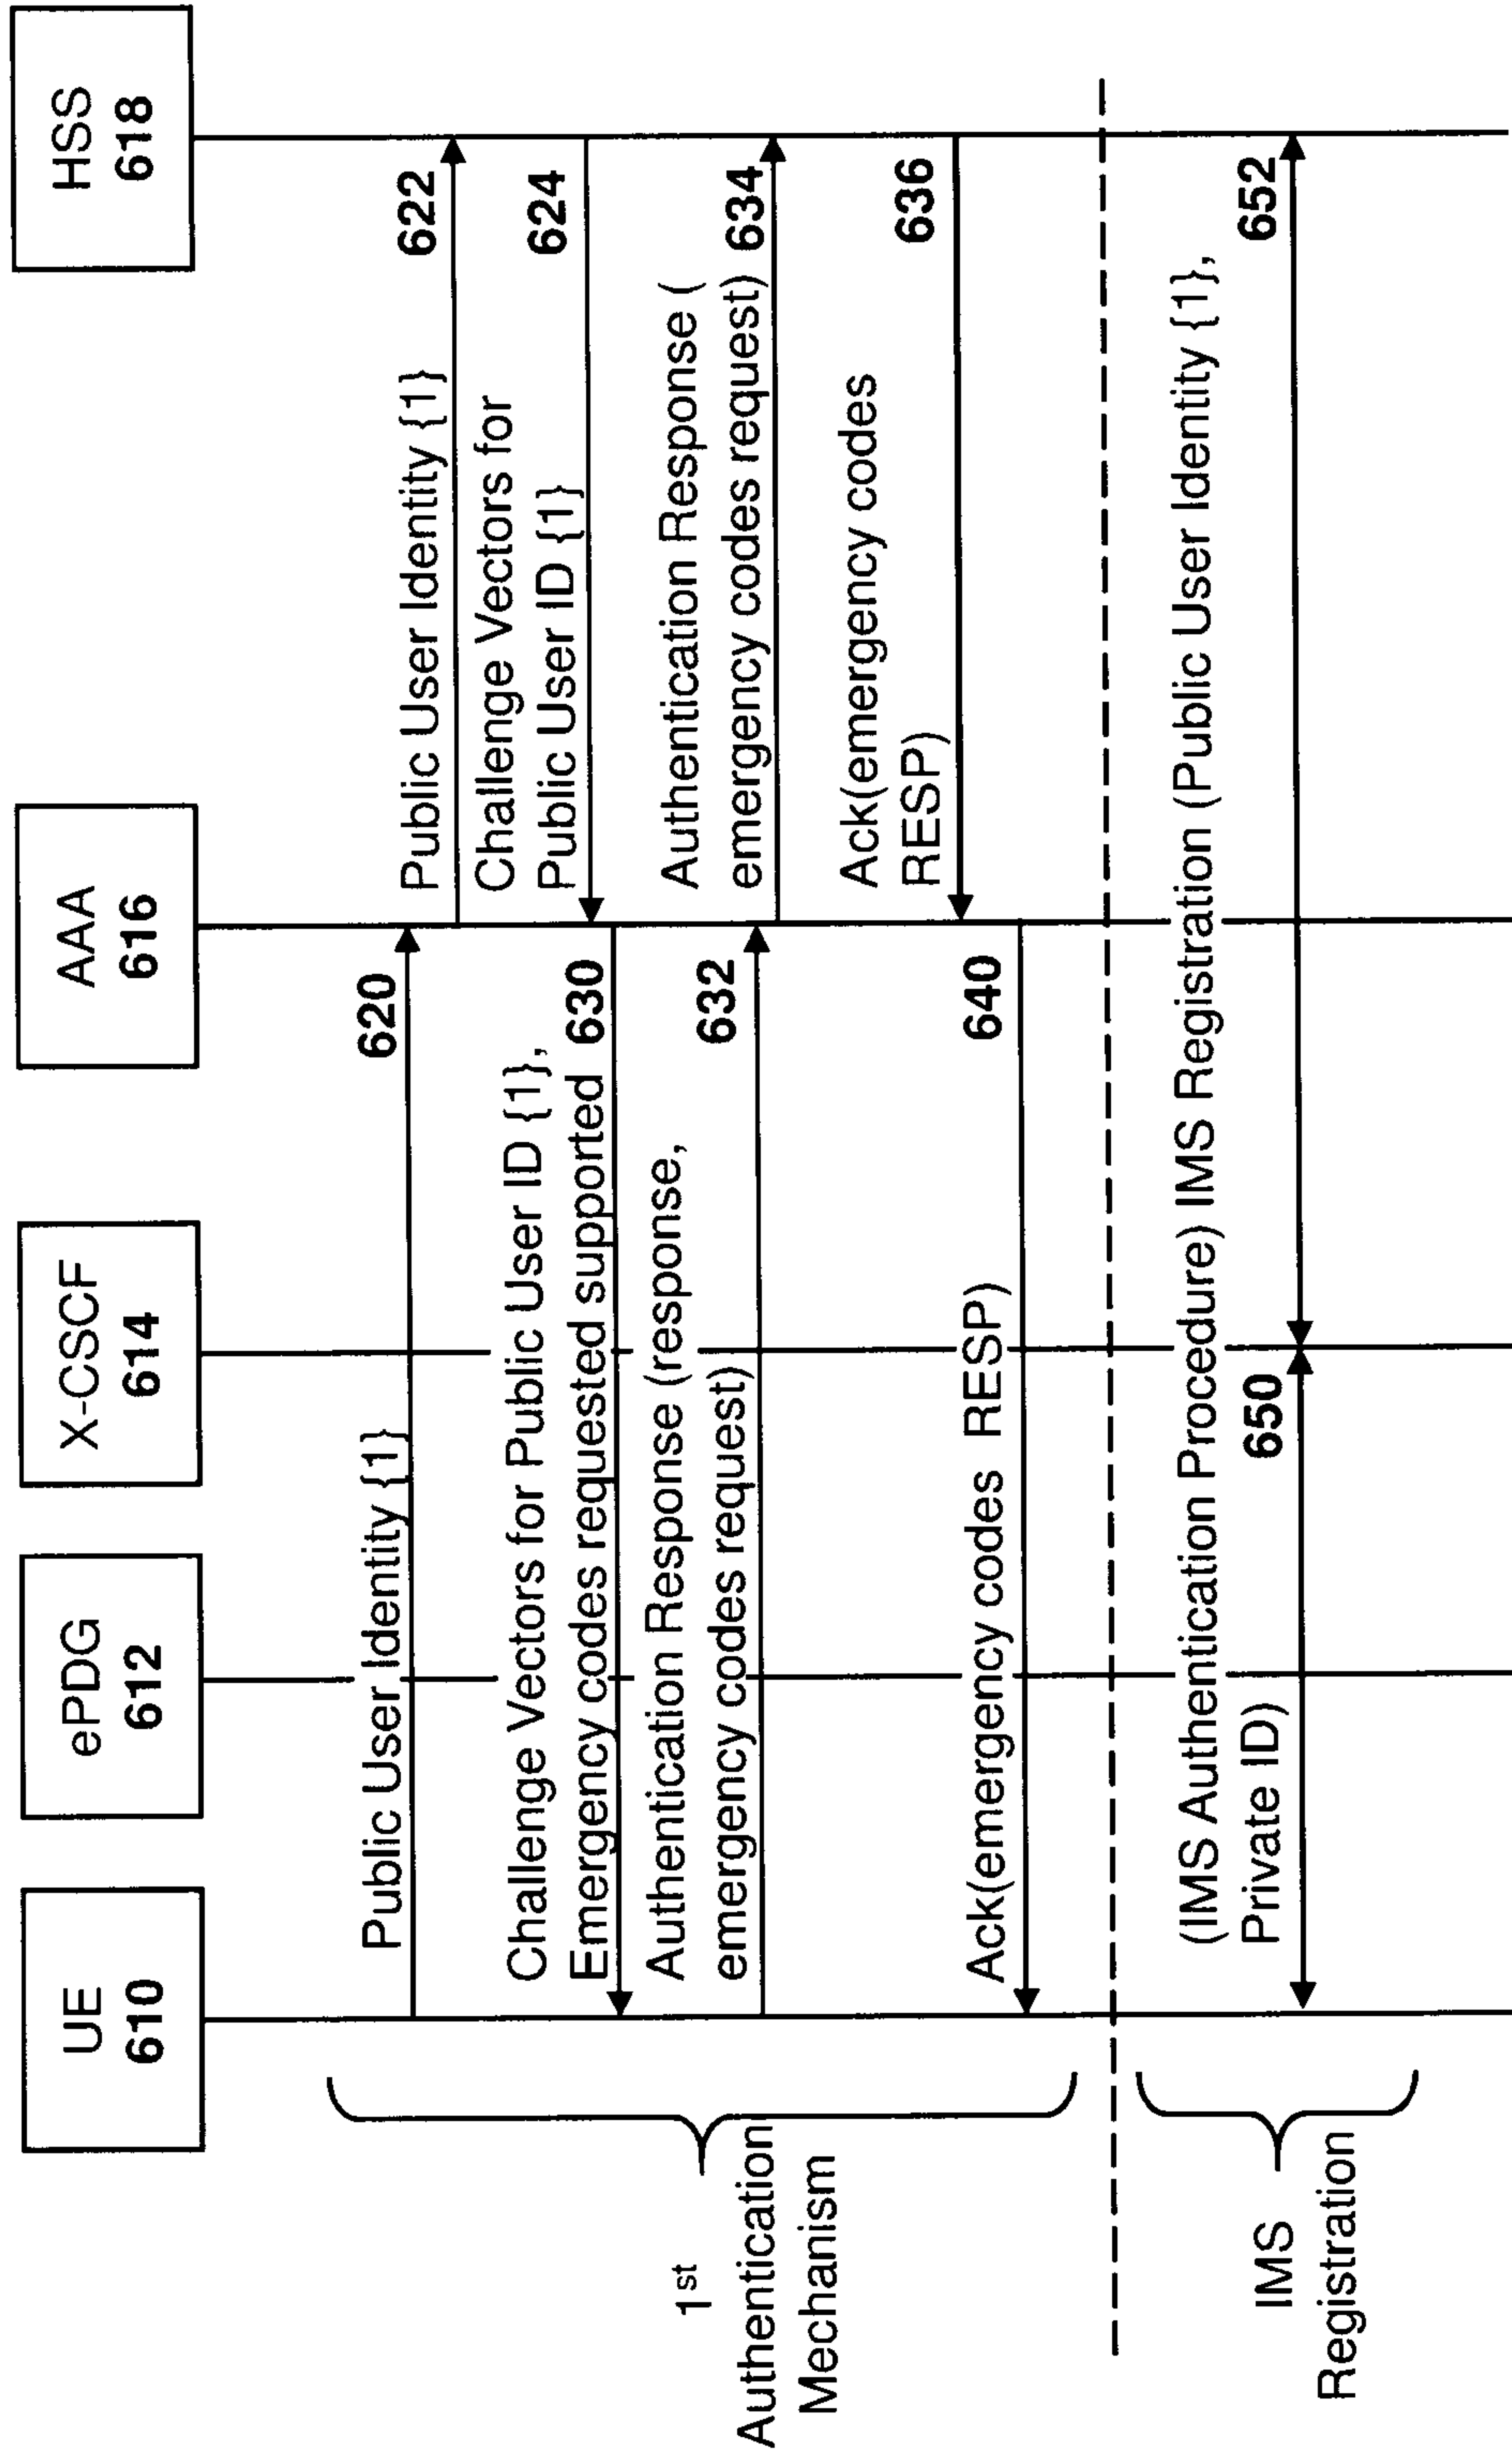 UE
610
ePDG
612
X-CSCF
614
AAA
616
HSS
618
Public User Identity {1}
620
Public User Identity {1}
622
Challenge Vectors for
Public User ID {1}
624
Challenge Vectors for Public User ID {1},
Emergency codes requested supported 630
Authentication Response (response,
emergency codes request)
632
Authentication Response (
emergency codes request) 634
Ack(emergency codes
RESP)
636
Ack(emergency codes RESP)
640
1st
Authentication
Mechanism
(IMS Authentication Procedure) IMS Registration (Public User Identity {1},
Private ID)
650
652
IMS
Registration